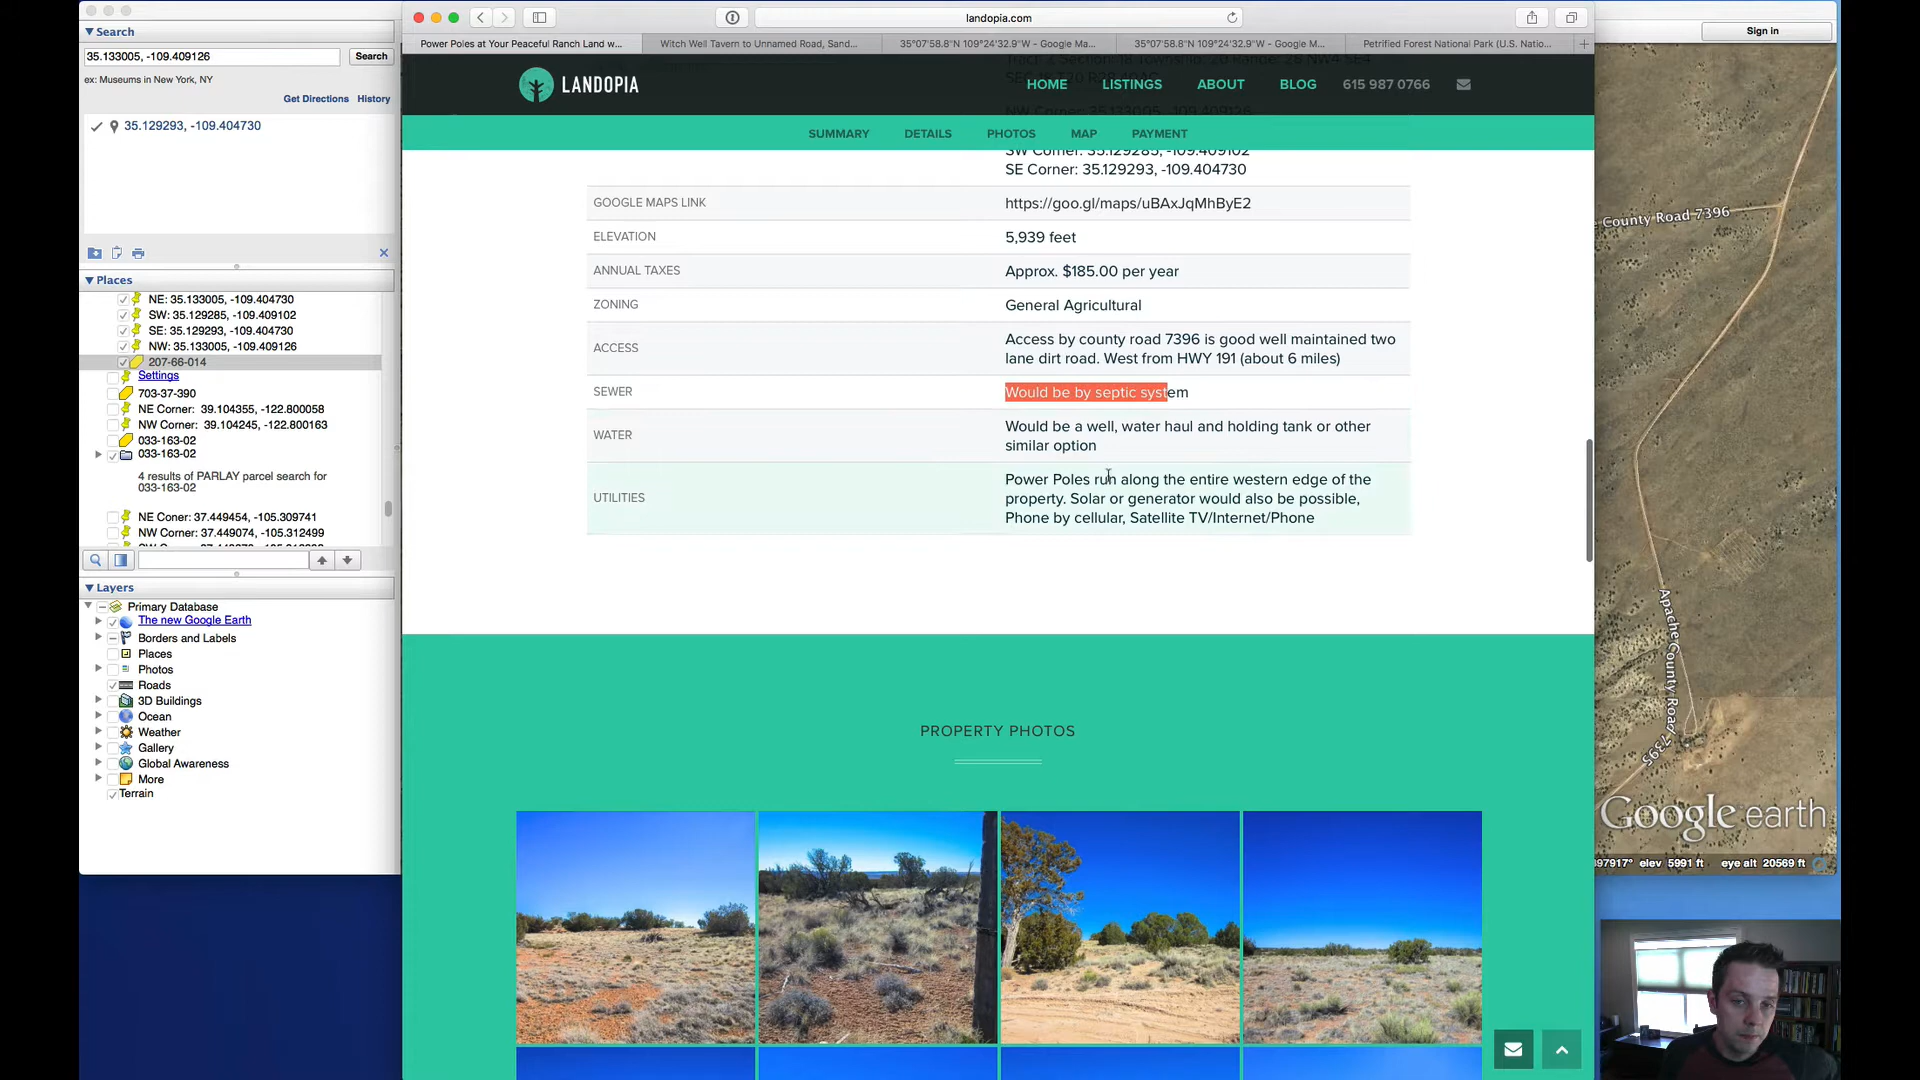 Search
35.133005, -109.409126
Search
ex: Museums in New York, NY
Get Directions
History
35.129293, -109.404730
Places
NE: 35.133005, -109.404730
SW: 35.129285, -109.409102
SE: 35.129293, -109.404730
NW: 35.133005, -109.409126
207-66-014
Settings
703-37-390
NE Corner: 39.104355, -122.800058
NW Corner: 39.104245, -122.800163
033-163-02
033-163-02
4 results of PARLAY parcel search for
033-163-02
NE Coner: 37.449454, -105.309741
NW Corner: 37.449074, -105.312499
Layers
Primary Database
The new Google Earth
Borders and Labels
Places
Photos
Roads
3D Buildings
Ocean
Weather
Gallery
Global Awareness
More
Terrain
landopia.com
Power Poles at Your Peaceful Ranch Land w...
Witch Well Tavern to Unnamed Road, Sand...
35°07'58.8"N 109°24'32.9"W - Google Ma...
35°07'58.8"N 109°24'32.9"W - Google M...
Petrified Forest National Park (U.S. Natio...
LANDOPIA
HOME
LISTINGS
ABOUT
BLOG
615 987 0766
SUMMARY
DETAILS
PHOTOS
MAP
PAYMENT
SW Corner: 35.129285, -109.409102
SE Corner: 35.129293, -109.404730
GOOGLE MAPS LINK
https://goo.gl/maps/uBAxJqMhByE2
ELEVATION
5,939 feet
ANNUAL TAXES
Approx. $185.00 per year
ZONING
General Agricultural
ACCESS
Access by county road 7396 is good well maintained two
lane dirt road. West from HWY 191 (about 6 miles)
SEWER
Would be by septic system
WATER
Would be a well, water haul and holding tank or other
similar option
UTILITIES
Power Poles run along the entire western edge of the
property. Solar or generator would also be possible,
Phone by cellular, Satellite TV/Internet/Phone
PROPERTY PHOTOS
Sign in
County Road 7396
Apache County Road 7395
Google earth
97917° elev 5991 ft eye alt 20569 ft